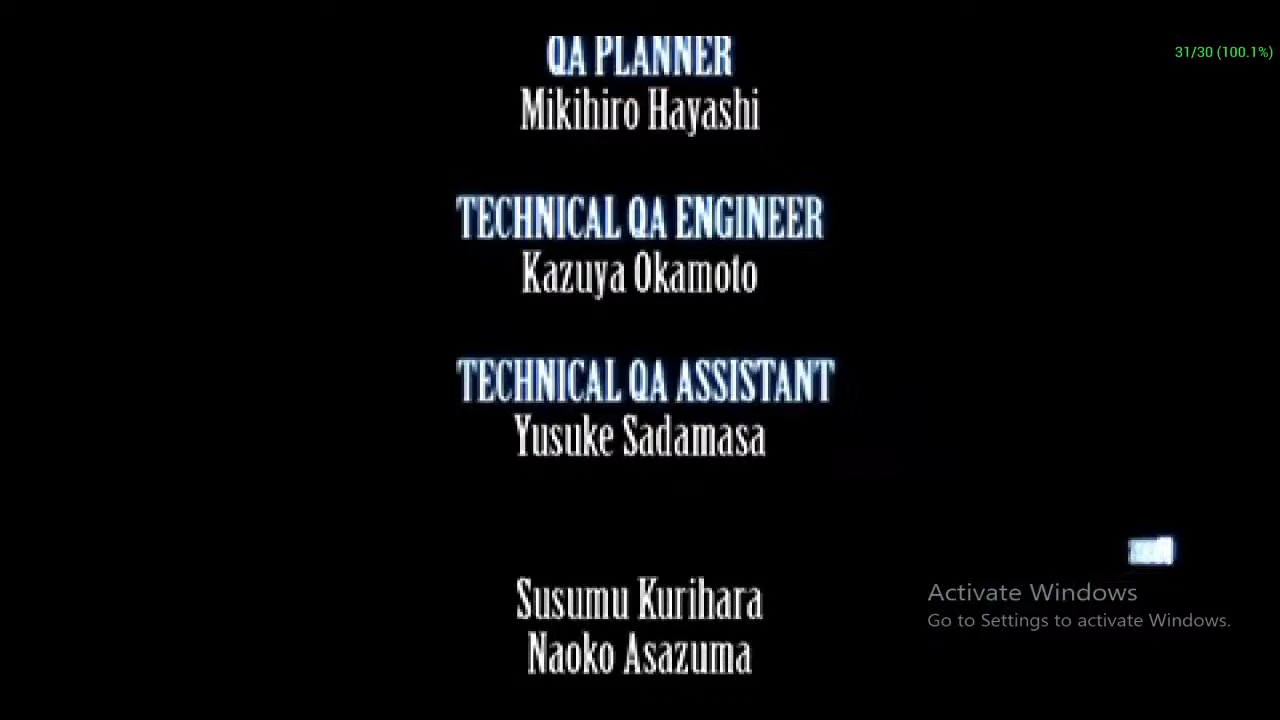 QA PLANNER
31/30 (100.1%)
Mikihiro Hayashi
TECHNICAL QA ENGINEER
Kazuya Okamoto
TECHNICAL QA ASSISTANT
Yusuke Sadamasa
Susumu Kurihara
Naoko Asazuma
Activate Windows
Go to Settings to activate Windows.